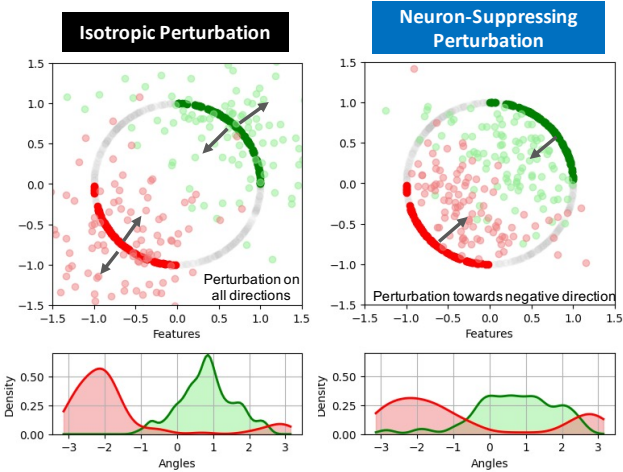 Isotropic Perturbation
Neuron-Suppressing
Perturbation
1.5
1.0
0.5
0.0
−0.5
−1.0
−1.5
−1.5 −1.0 −0.5 0.0 0.5 1.0 1.5
Features
Perturbation on
all directions
1.5
1.0
0.5
0.0
−0.5
−1.0
−1.5
−1.5 −1.0 −0.5 0.0 0.5 1.0 1.5
Features
Perturbation towards negative direction
Density
0.50
0.25
0.00
−3 −2 −1 0 1 2 3
Angles
Density
0.50
0.25
0.00
−3 −2 −1 0 1 2 3
Angles